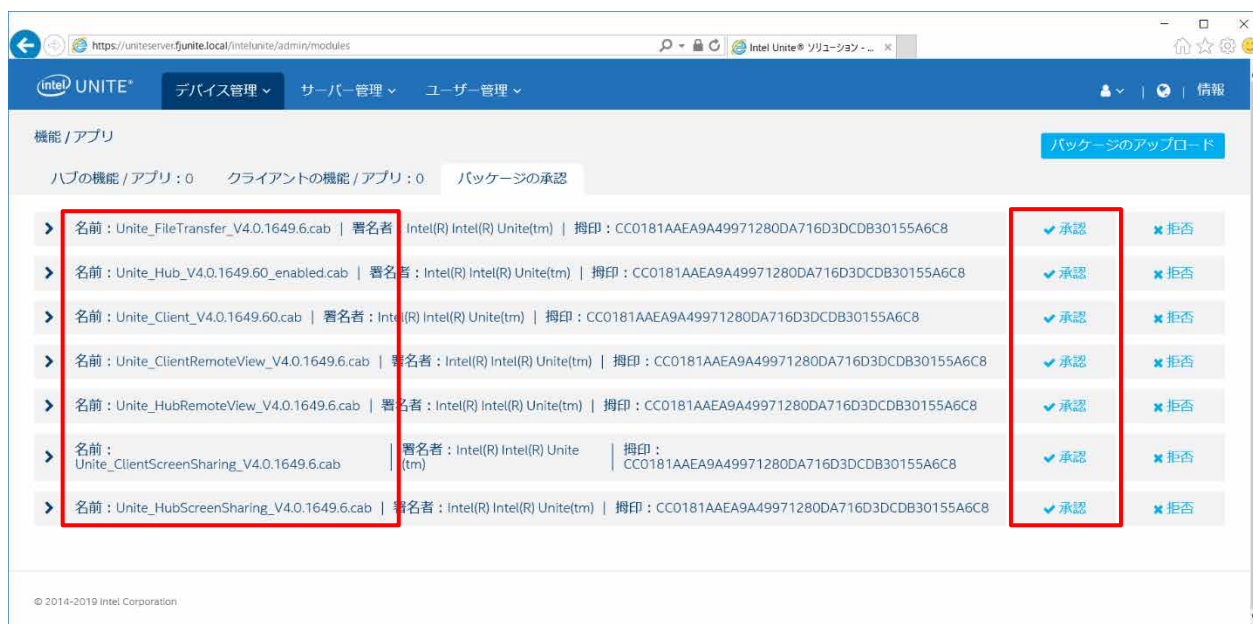 https://uniteserver.fjunite.local/intelunite/admin/modules
Intel Unite® ソリューション - ...
intel UNITE® デバイス管理 サーバー管理 ユーザー管理 | | 情報
機能 / アプリ
パッケージのアップロード
ハブの機能 / アプリ：0 クライアントの機能 / アプリ：0 パッケージの承認
名前：Unite_FileTransfer_V4.0.1649.6.cab | 署名者：Intel(R) Intel(R) Unite(tm) | 拇印：CC0181AAEA9A49971280DA716D3DCDB30155A6C8 承認 拒否
名前：Unite_Hub_V4.0.1649.60_enabled.cab | 署名者：Intel(R) Intel(R) Unite(tm) | 拇印：CC0181AAEA9A49971280DA716D3DCDB30155A6C8 承認 拒否
名前：Unite_Client_V4.0.1649.60.cab | 署名者：Intel(R) Intel(R) Unite(tm) | 拇印：CC0181AAEA9A49971280DA716D3DCDB30155A6C8 承認 拒否
名前：Unite_ClientRemoteView_V4.0.1649.6.cab | 署名者：Intel(R) Intel(R) Unite(tm) | 拇印：CC0181AAEA9A49971280DA716D3DCDB30155A6C8 承認 拒否
名前：Unite_HubRemoteView_V4.0.1649.6.cab | 署名者：Intel(R) Intel(R) Unite(tm) | 拇印：CC0181AAEA9A49971280DA716D3DCDB30155A6C8 承認 拒否
名前：
Unite_ClientScreenSharing_V4.0.1649.6.cab
署名者：Intel(R) Intel(R) Unite
(tm)
拇印：
CC0181AAEA9A49971280DA716D3DCDB30155A6C8
承認 拒否
名前：Unite_HubScreenSharing_V4.0.1649.6.cab | 署名者：Intel(R) Intel(R) Unite(tm) | 拇印：CC0181AAEA9A49971280DA716D3DCDB30155A6C8 承認 拒否
© 2014-2019 Intel Corporation